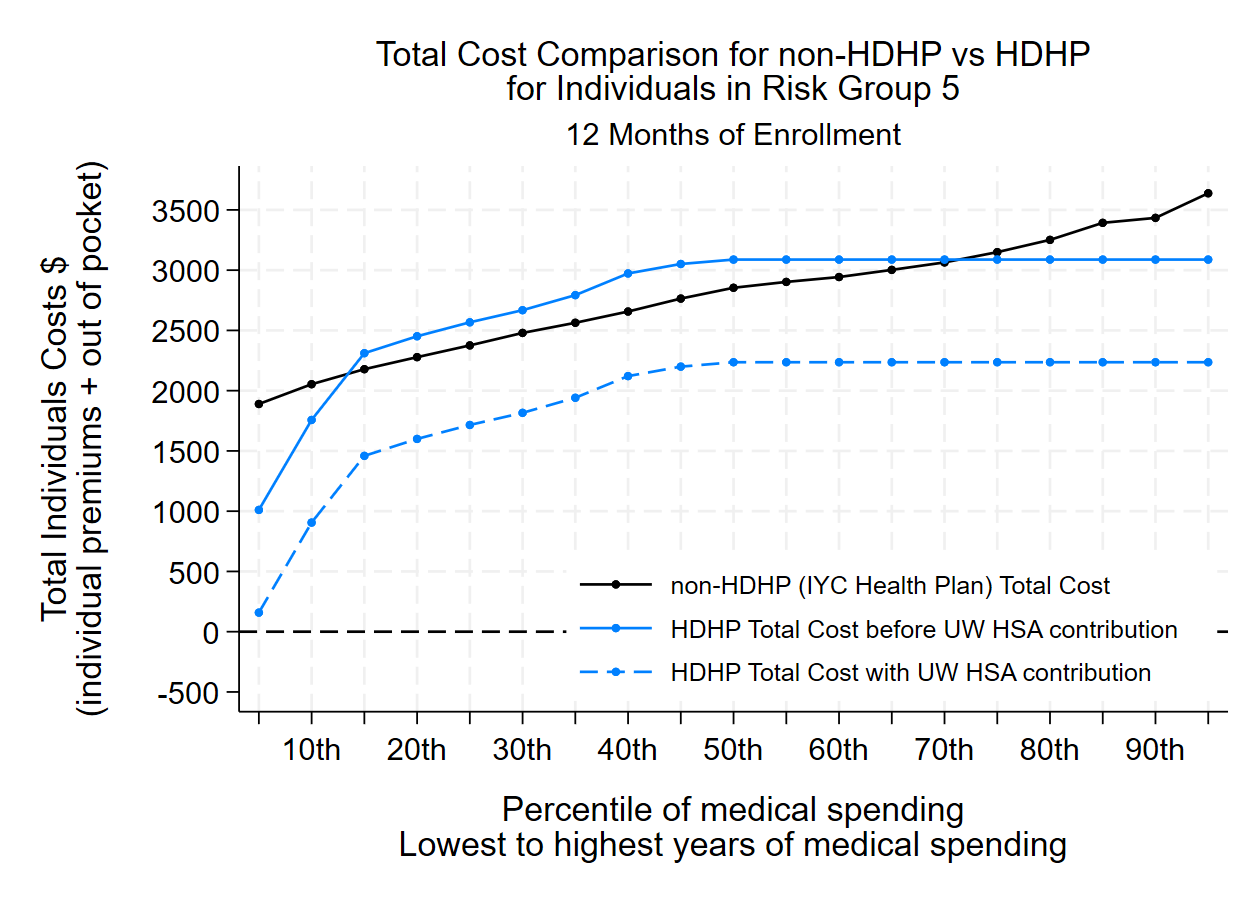 Total Cost Comparison for non-HDHP vs HDHP
for Individuals in Risk Group 5
12 Months of Enrollment
Total Individuals Costs $
(individual premiums + out of pocket)
3500
3000
2500
2000
1500
1000
500
0
-500
non-HDHP (IYC Health Plan) Total Cost
HDHP Total Cost before UW HSA contribution
HDHP Total Cost with UW HSA contribution
10th 20th 30th 40th 50th 60th 70th 80th 90th
Percentile of medical spending
Lowest to highest years of medical spending